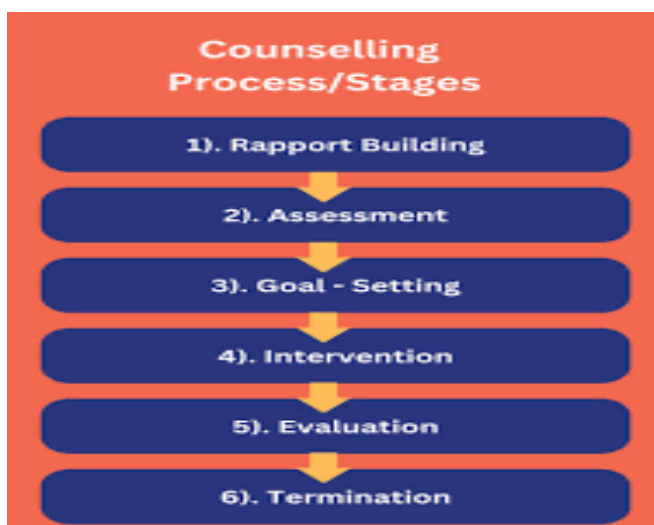 Counselling
Process/Stages
1). Rapport Building
2). Assessment
3). Goal - Setting
4). Intervention
5). Evaluation
6). Termination